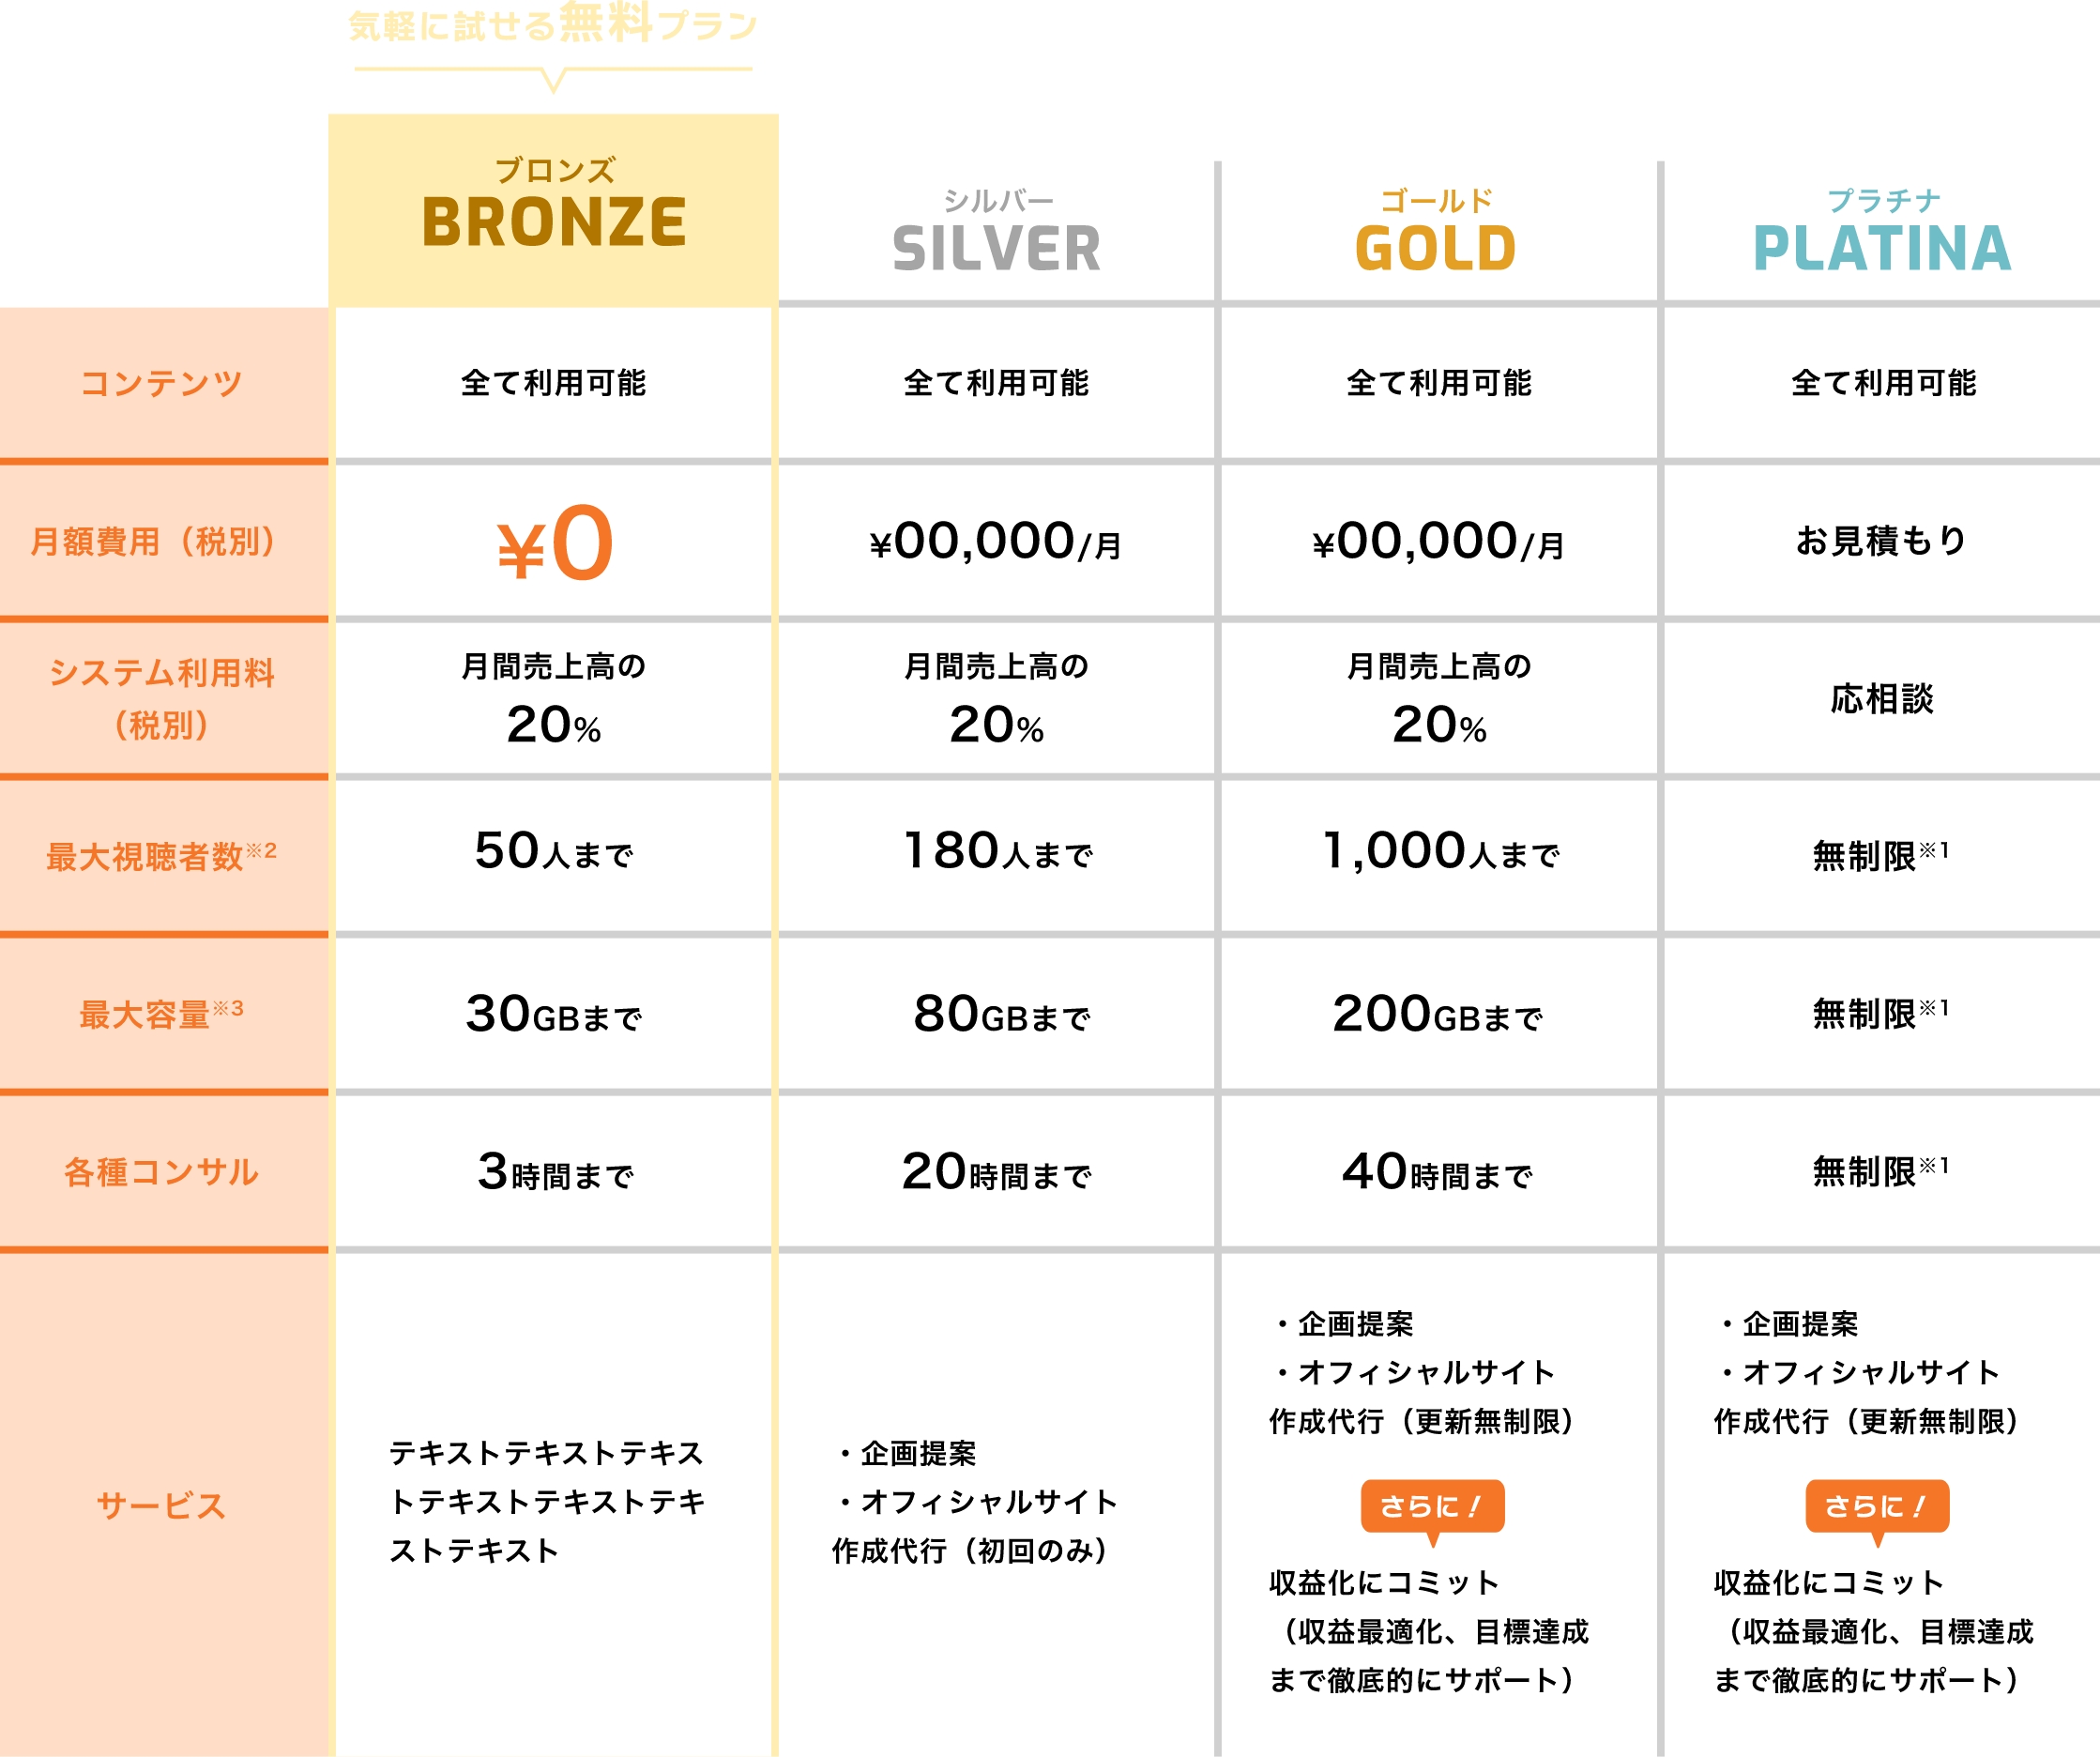 気軽に試せる無料プラン
ブロンズ
BRONZE
シルバー
SILVER
ゴールド
GOLD
プラチナ
PLATINA
コンテンツ
全て利用可能
全て利用可能
全て利用可能
全て利用可能
月額費用（税別）
¥0
¥00,000/月
¥00,000/月
お見積もり
システム利用料
（税別）
月間売上高の
20%
月間売上高の
20%
月間売上高の
20%
応相談
最大視聴者数※2
50人まで
180人まで
1,000人まで
無制限※1
最大容量※3
30GBまで
80GBまで
200GBまで
無制限※1
各種コンサル
3時間まで
20時間まで
40時間まで
無制限※1
サービス
テキストテキストテキス
トテキストテキストテキ
ストテキスト
・企画提案
・オフィシャルサイト
作成代行（初回のみ）
・企画提案
・オフィシャルサイト
作成代行（更新無制限）
さらに！
収益化にコミット
（収益最適化、目標達成
まで徹底的にサポート）
・企画提案
・オフィシャルサイト
作成代行（更新無制限）
さらに！
収益化にコミット
（収益最適化、目標達成
まで徹底的にサポート）